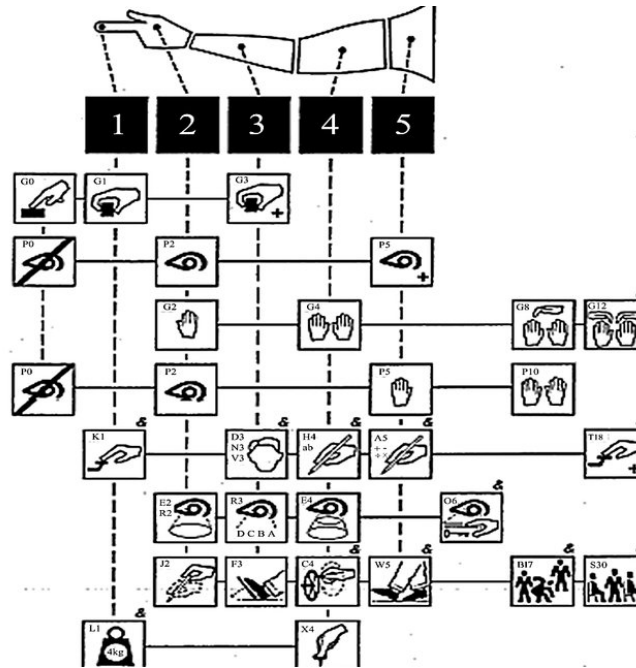 1 2 3 4 5
G0 G1 G3
+
P0 P2 P5
+
G2 G4 G8 G12
P0 P2 P5 P10
& & & & &
K1 D3 H4 A5 T18
N3 ab + -
V3
+
& & & &
E2 R3 E4 O6
R2
D C B A
& & & & & &
J2 F3 C4 W5 B17 S30
& &
L1 X4
4kg